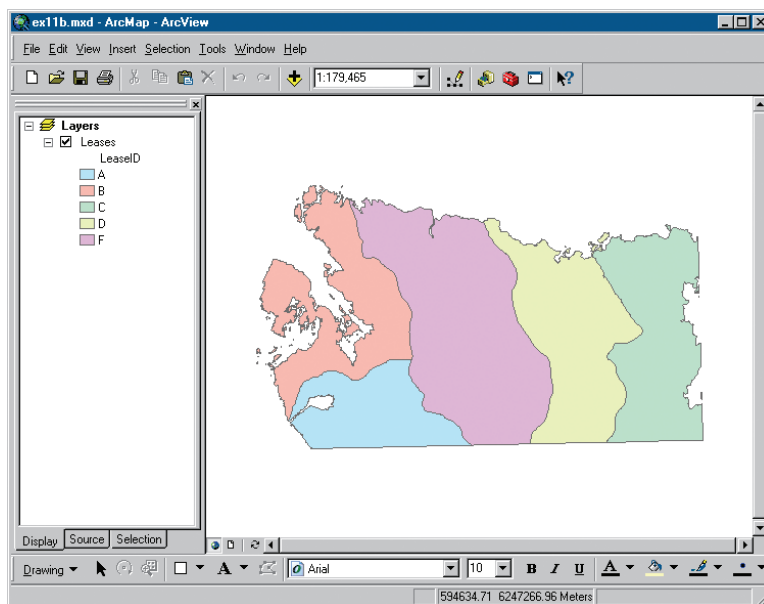 ex11b.mxd - ArcMap - ArcView
File Edit View Insert Selection Tools Window Help
1:179,465
Layers
Leases
LeaseID
A
B
C
D
F
Display Source Selection
Drawing A Arial 10 B I U A
594634.71 6247266.96 Meters